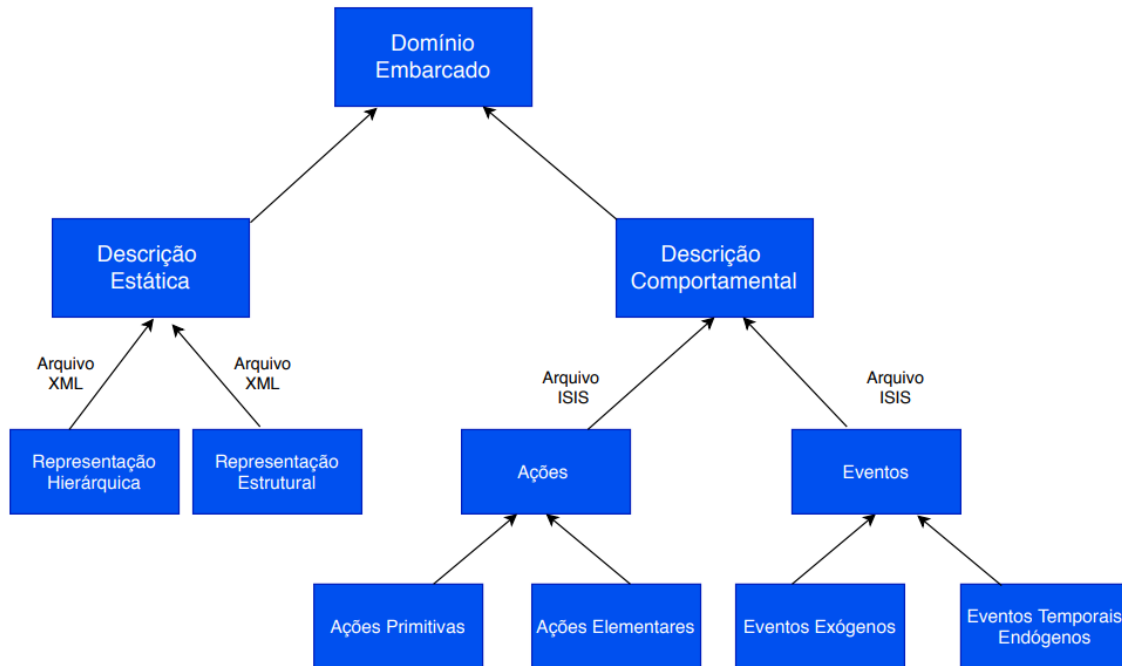 Domínio
Embarcado
Descrição
Estática
Descrição
Comportamental
Arquivo
XML
Arquivo
XML
Arquivo
ISIS
Arquivo
ISIS
Representação
Hierárquica
Representação
Estrutural
Ações
Eventos
Ações Primitivas
Ações Elementares
Eventos Exógenos
Eventos Temporais
Endógenos